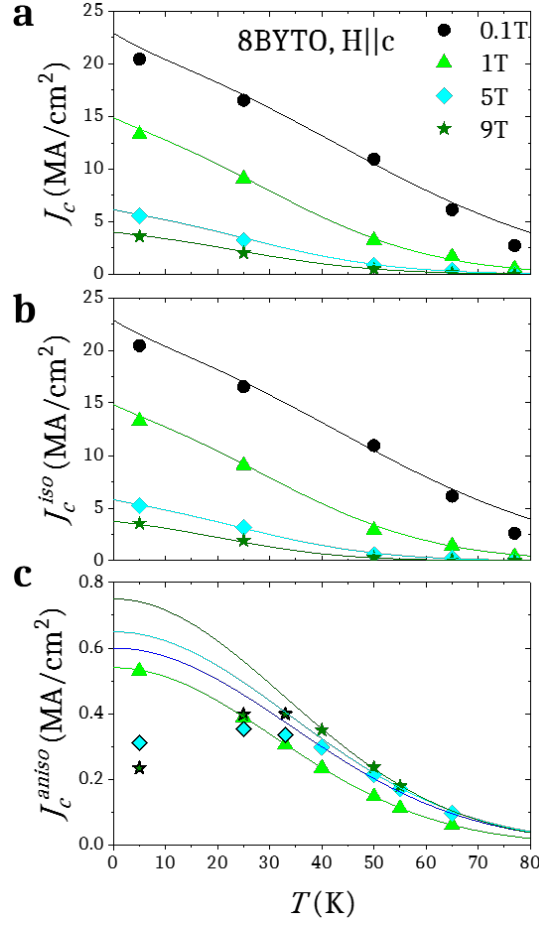 a
8BYTO, H||c
0.1T
1T
5T
9T
25
20
15
10
5
0
J_c (MA/cm²)
b
25
20
15
10
5
0
J_c^iso (MA/cm²)
c
0.8
0.6
0.4
0.2
0.0
J_c^aniso (MA/cm²)
0 10 20 30 40 50 60 70 80
T (K)